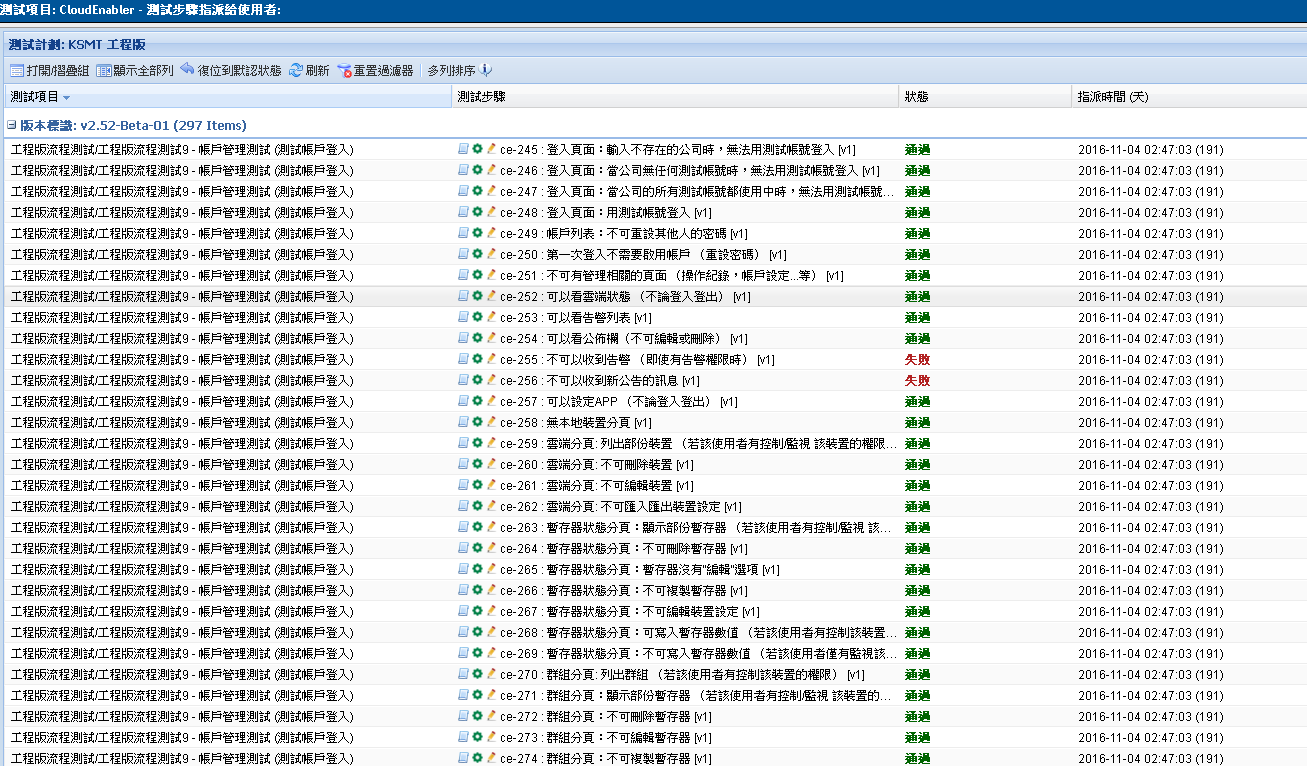 測試項目: CloudEnabler - 測試步驟指派給使用者:
測試計劃: KSMT 工程版
打開/摺疊組 顯示全部列 復位到默認狀態 刷新 重置過濾器 多列排序
測試項目 測試步驟 狀態 指派時間 (天)
版本標識: v2.52-Beta-01 (297 Items)
工程版流程測試/工程版流程測試9 - 帳戶管理測試 (測試帳戶登入) ce-245 : 登入頁面：輸入不存在的公司時，無法用測試帳號登入 [v1] 通過 2016-11-04 02:47:03 (191)
工程版流程測試/工程版流程測試9 - 帳戶管理測試 (測試帳戶登入) ce-246 : 登入頁面：當公司無任何測試帳號時，無法用測試帳號登入 [v1] 通過 2016-11-04 02:47:03 (191)
工程版流程測試/工程版流程測試9 - 帳戶管理測試 (測試帳戶登入) ce-247 : 登入頁面：當公司的所有測試帳號都使用中時，無法用測試帳號... 通過 2016-11-04 02:47:03 (191)
工程版流程測試/工程版流程測試9 - 帳戶管理測試 (測試帳戶登入) ce-248 : 登入頁面：用測試帳號登入 [v1] 通過 2016-11-04 02:47:03 (191)
工程版流程測試/工程版流程測試9 - 帳戶管理測試 (測試帳戶登入) ce-249 : 帳戶列表：不可重設其他人的密碼 [v1] 通過 2016-11-04 02:47:03 (191)
工程版流程測試/工程版流程測試9 - 帳戶管理測試 (測試帳戶登入) ce-250 : 第一次登入不需要啟用帳戶 （重設密碼） [v1] 通過 2016-11-04 02:47:03 (191)
工程版流程測試/工程版流程測試9 - 帳戶管理測試 (測試帳戶登入) ce-251 : 不可有管理相關的頁面 （操作紀錄，帳戶設定...等） [v1] 通過 2016-11-04 02:47:03 (191)
工程版流程測試/工程版流程測試9 - 帳戶管理測試 (測試帳戶登入) ce-252 : 可以看雲端狀態 （不論登入登出） [v1] 通過 2016-11-04 02:47:03 (191)
工程版流程測試/工程版流程測試9 - 帳戶管理測試 (測試帳戶登入) ce-253 : 可以看告警列表 [v1] 通過 2016-11-04 02:47:03 (191)
工程版流程測試/工程版流程測試9 - 帳戶管理測試 (測試帳戶登入) ce-254 : 可以看公佈欄（不可編輯或刪除） [v1] 通過 2016-11-04 02:47:03 (191)
工程版流程測試/工程版流程測試9 - 帳戶管理測試 (測試帳戶登入) ce-255 : 不可以收到告警 （即使有告警權限時） [v1] 失敗 2016-11-04 02:47:03 (191)
工程版流程測試/工程版流程測試9 - 帳戶管理測試 (測試帳戶登入) ce-256 : 不可以收到新公告的訊息 [v1] 失敗 2016-11-04 02:47:03 (191)
工程版流程測試/工程版流程測試9 - 帳戶管理測試 (測試帳戶登入) ce-257 : 可以設定APP （不論登入登出） [v1] 通過 2016-11-04 02:47:03 (191)
工程版流程測試/工程版流程測試9 - 帳戶管理測試 (測試帳戶登入) ce-258 : 無本地裝置分頁 [v1] 通過 2016-11-04 02:47:03 (191)
工程版流程測試/工程版流程測試9 - 帳戶管理測試 (測試帳戶登入) ce-259 : 雲端分頁: 列出部份裝置 （若該使用者有控制/監視 該裝置的權限... 通過 2016-11-04 02:47:03 (191)
工程版流程測試/工程版流程測試9 - 帳戶管理測試 (測試帳戶登入) ce-260 : 雲端分頁: 不可刪除裝置 [v1] 通過 2016-11-04 02:47:03 (191)
工程版流程測試/工程版流程測試9 - 帳戶管理測試 (測試帳戶登入) ce-261 : 雲端分頁: 不可編輯裝置 [v1] 通過 2016-11-04 02:47:03 (191)
工程版流程測試/工程版流程測試9 - 帳戶管理測試 (測試帳戶登入) ce-262 : 雲端分頁: 不可匯入匯出裝置設定 [v1] 通過 2016-11-04 02:47:03 (191)
工程版流程測試/工程版流程測試9 - 帳戶管理測試 (測試帳戶登入) ce-263 : 暫存器狀態分頁：顯示部份暫存器 （若該使用者有控制/監視 該... 通過 2016-11-04 02:47:03 (191)
工程版流程測試/工程版流程測試9 - 帳戶管理測試 (測試帳戶登入) ce-264 : 暫存器狀態分頁：不可刪除暫存器 [v1] 通過 2016-11-04 02:47:03 (191)
工程版流程測試/工程版流程測試9 - 帳戶管理測試 (測試帳戶登入) ce-265 : 暫存器狀態分頁：暫存器沒有"編輯"選項 [v1] 通過 2016-11-04 02:47:03 (191)
工程版流程測試/工程版流程測試9 - 帳戶管理測試 (測試帳戶登入) ce-266 : 暫存器狀態分頁：不可複製暫存器 [v1] 通過 2016-11-04 02:47:03 (191)
工程版流程測試/工程版流程測試9 - 帳戶管理測試 (測試帳戶登入) ce-267 : 暫存器狀態分頁：不可編輯裝置設定 [v1] 通過 2016-11-04 02:47:03 (191)
工程版流程測試/工程版流程測試9 - 帳戶管理測試 (測試帳戶登入) ce-268 : 暫存器狀態分頁：可寫入暫存器數值 （若該使用者有控制該裝置... 通過 2016-11-04 02:47:03 (191)
工程版流程測試/工程版流程測試9 - 帳戶管理測試 (測試帳戶登入) ce-269 : 暫存器狀態分頁：不可寫入暫存器數值 （若該使用者僅有監視該... 通過 2016-11-04 02:47:03 (191)
工程版流程測試/工程版流程測試9 - 帳戶管理測試 (測試帳戶登入) ce-270 : 群組分頁: 列出群組 （若該使用者有控制該裝置的權限） [v1] 通過 2016-11-04 02:47:03 (191)
工程版流程測試/工程版流程測試9 - 帳戶管理測試 (測試帳戶登入) ce-271 : 群組分頁：顯示部份暫存器 （若該使用者有控制/監視 該裝置的... 通過 2016-11-04 02:47:03 (191)
工程版流程測試/工程版流程測試9 - 帳戶管理測試 (測試帳戶登入) ce-272 : 群組分頁：不可刪除暫存器 [v1] 通過 2016-11-04 02:47:03 (191)
工程版流程測試/工程版流程測試9 - 帳戶管理測試 (測試帳戶登入) ce-273 : 群組分頁：不可編輯暫存器 [v1] 通過 2016-11-04 02:47:03 (191)
工程版流程測試/工程版流程測試9 - 帳戶管理測試 (測試帳戶登入) ce-274 : 群組分頁：不可複製暫存器 [v1] 通過 2016-11-04 02:47:03 (191)